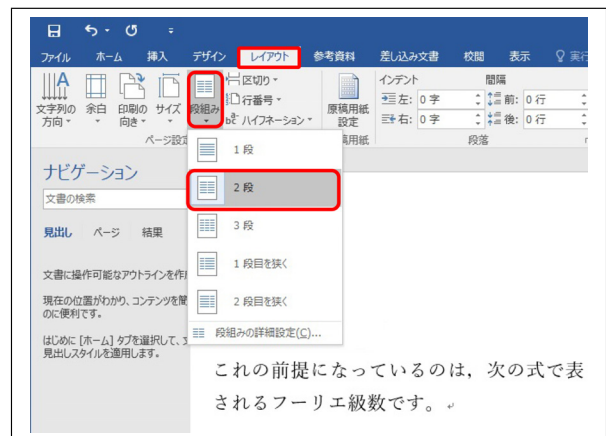 ファイル ホーム 挿入 デザイン レイアウト 参考資料 差し込み文書 校閲 表示 実行
文字列の方向 余白 印刷の向き サイズ 段組み
区切り
行番号
ハイフネーション
原稿用紙設定
インデント
左: 0 字
右: 0 字
間隔
前: 0 行
後: 0 行
ページ設定
段落
ナビゲーション
文書の検索
見出し ページ 結果
文書に操作可能なアウトラインを作
現在の位置がわかり、コンテンツを
のに便利です。
はじめに [ホーム] タブを選択して、
見出しスタイルを適用します。
1 段
2 段
3 段
1 段目を狭く
2 段目を狭く
段組みの詳細設定(C)...
これの前提になっているのは，次の式で表
されるフーリエ級数です。